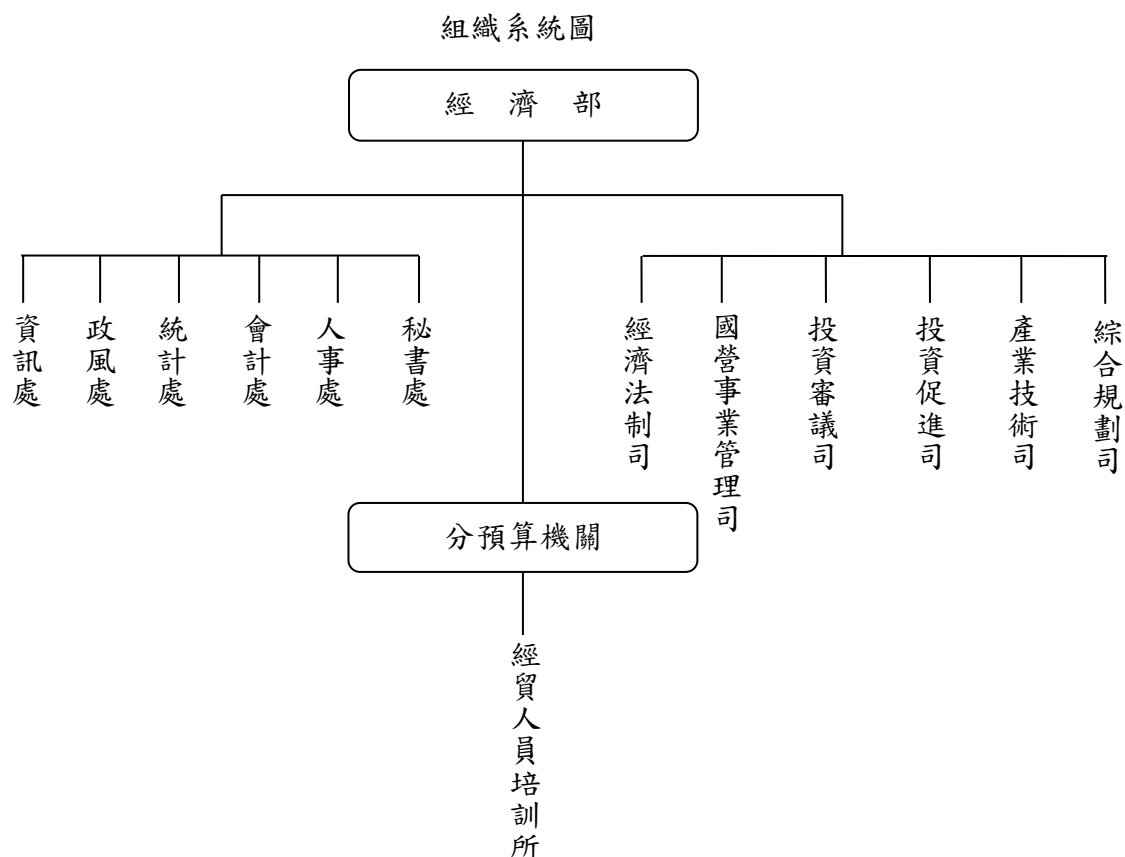 組織系統圖
經濟部
資訊處
政風處
統計處
會計處
人事處
秘書處
經濟法制司
國營事業管理司
投資審議司
投資促進司
產業技術司
綜合規劃司
分預算機關
經貿人員培訓所